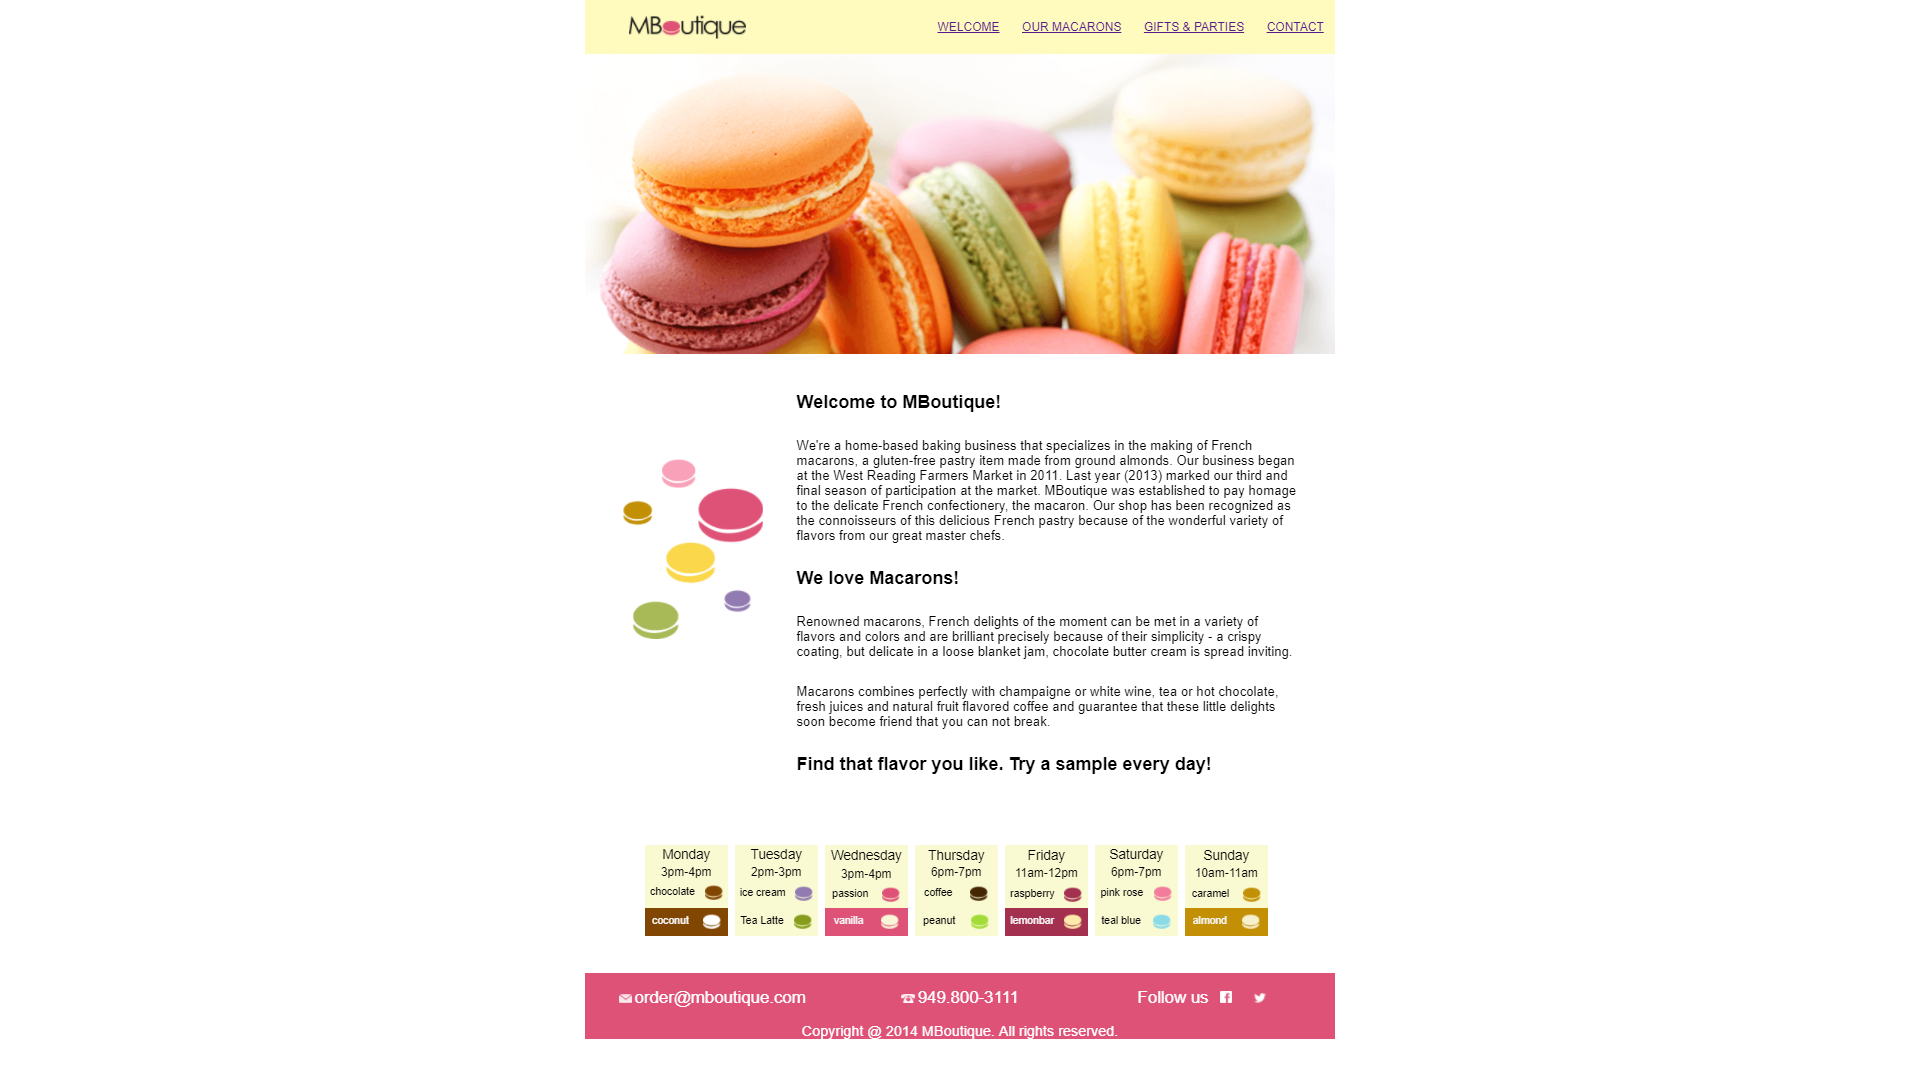 MBoutique
WELCOME OUR MACARONS GIFTS & PARTIES CONTACT
Welcome to MBoutique!
We're a home-based baking business that specializes in the making of French
macarons, a gluten-free pastry item made from ground almonds. Our business began
at the West Reading Farmers Market in 2011. Last year (2013) marked our third and
final season of participation at the market. MBoutique was established to pay homage
to the delicate French confectionery, the macaron. Our shop has been recognized as
the connoisseurs of this delicious French pastry because of the wonderful variety of
flavors from our great master chefs.
We love Macarons!
Renowned macarons, French delights of the moment can be met in a variety of
flavors and colors and are brilliant precisely because of their simplicity - a crispy
coating, but delicate in a loose blanket jam, chocolate butter cream is spread inviting.
Macarons combines perfectly with champaigne or white wine, tea or hot chocolate,
fresh juices and natural fruit flavored coffee and guarantee that these little delights
soon become friend that you can not break.
Find that flavor you like. Try a sample every day!
Monday
3pm-4pm
chocolate
coconut
Tuesday
2pm-3pm
ice cream
Tea Latte
Wednesday
3pm-4pm
passion
vanilla
Thursday
6pm-7pm
coffee
peanut
Friday
11am-12pm
raspberry
lemonbar
Saturday
6pm-7pm
pink rose
teal blue
Sunday
10am-11am
caramel
almond
order@mboutique.com 949.800-3111 Follow us
Copyright @ 2014 MBoutique. All rights reserved.